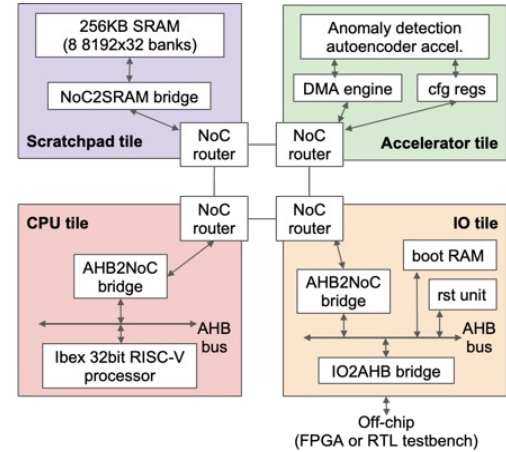 256KB SRAM
(8 8192x32 banks)
NoC2SRAM bridge
Scratchpad tile
NoC
router
Anomaly detection
autoencoder accel.
DMA engine
cfg regs
NoC
router
Accelerator tile
CPU tile
NoC
router
AHB2NoC
bridge
AHB
bus
Ibex 32bit RISC-V
processor
NoC
router
IO tile
boot RAM
AHB2NoC
bridge
rst unit
AHB
bus
IO2AHB bridge
Off-chip
(FPGA or RTL testbench)